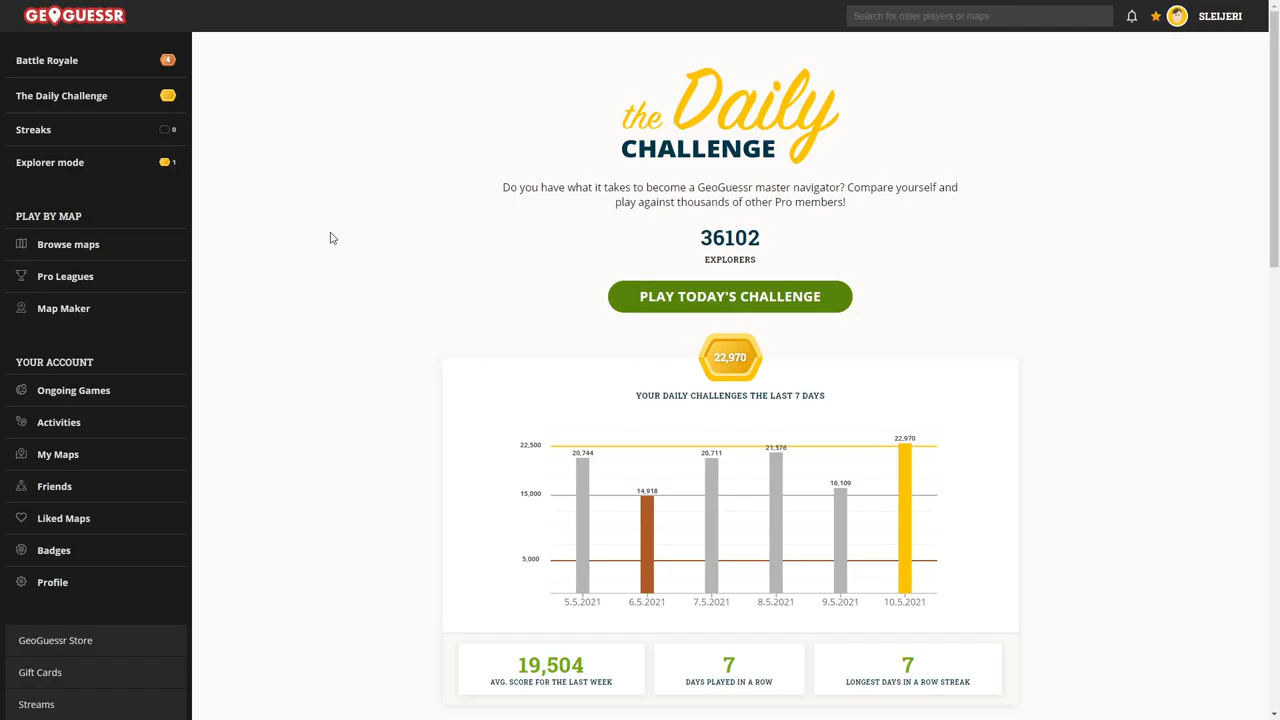 GEOGUESSR
Search for other players or maps
SLEIJERI
Battle Royale
4
The Daily Challenge
Streaks
0
Explorer mode
1
PLAY BY MAP
Browse maps
Pro Leagues
Map Maker
YOUR ACCOUNT
Ongoing Games
Activities
My Maps
Friends
Liked Maps
Badges
Profile
GeoGuessr Store
Gift Cards
Streams
the Daily
CHALLENGE
Do you have what it takes to become a GeoGuessr master navigator? Compare yourself and
play against thousands of other Pro members!
36102
EXPLORERS
PLAY TODAY'S CHALLENGE
22,970
YOUR DAILY CHALLENGES THE LAST 7 DAYS
22,500
15,000
5,000
20,744
14,918
20,711
21,576
16,109
22,970
5.5.2021
6.5.2021
7.5.2021
8.5.2021
9.5.2021
10.5.2021
19,504
AVG. SCORE FOR THE LAST WEEK
7
DAYS PLAYED IN A ROW
7
LONGEST DAYS IN A ROW STREAK